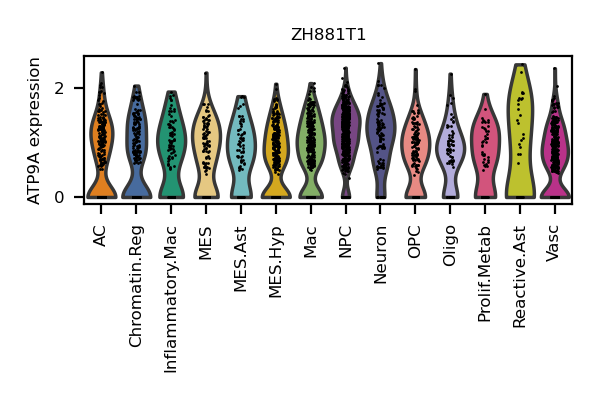 ZH881T1
ATP9A expression
2
0
AC
Chromatin.Reg
Inflammatory.Mac
MES
MES.Ast
MES.Hyp
Mac
NPC
Neuron
OPC
Oligo
Prolif.Metab
Reactive.Ast
Vasc